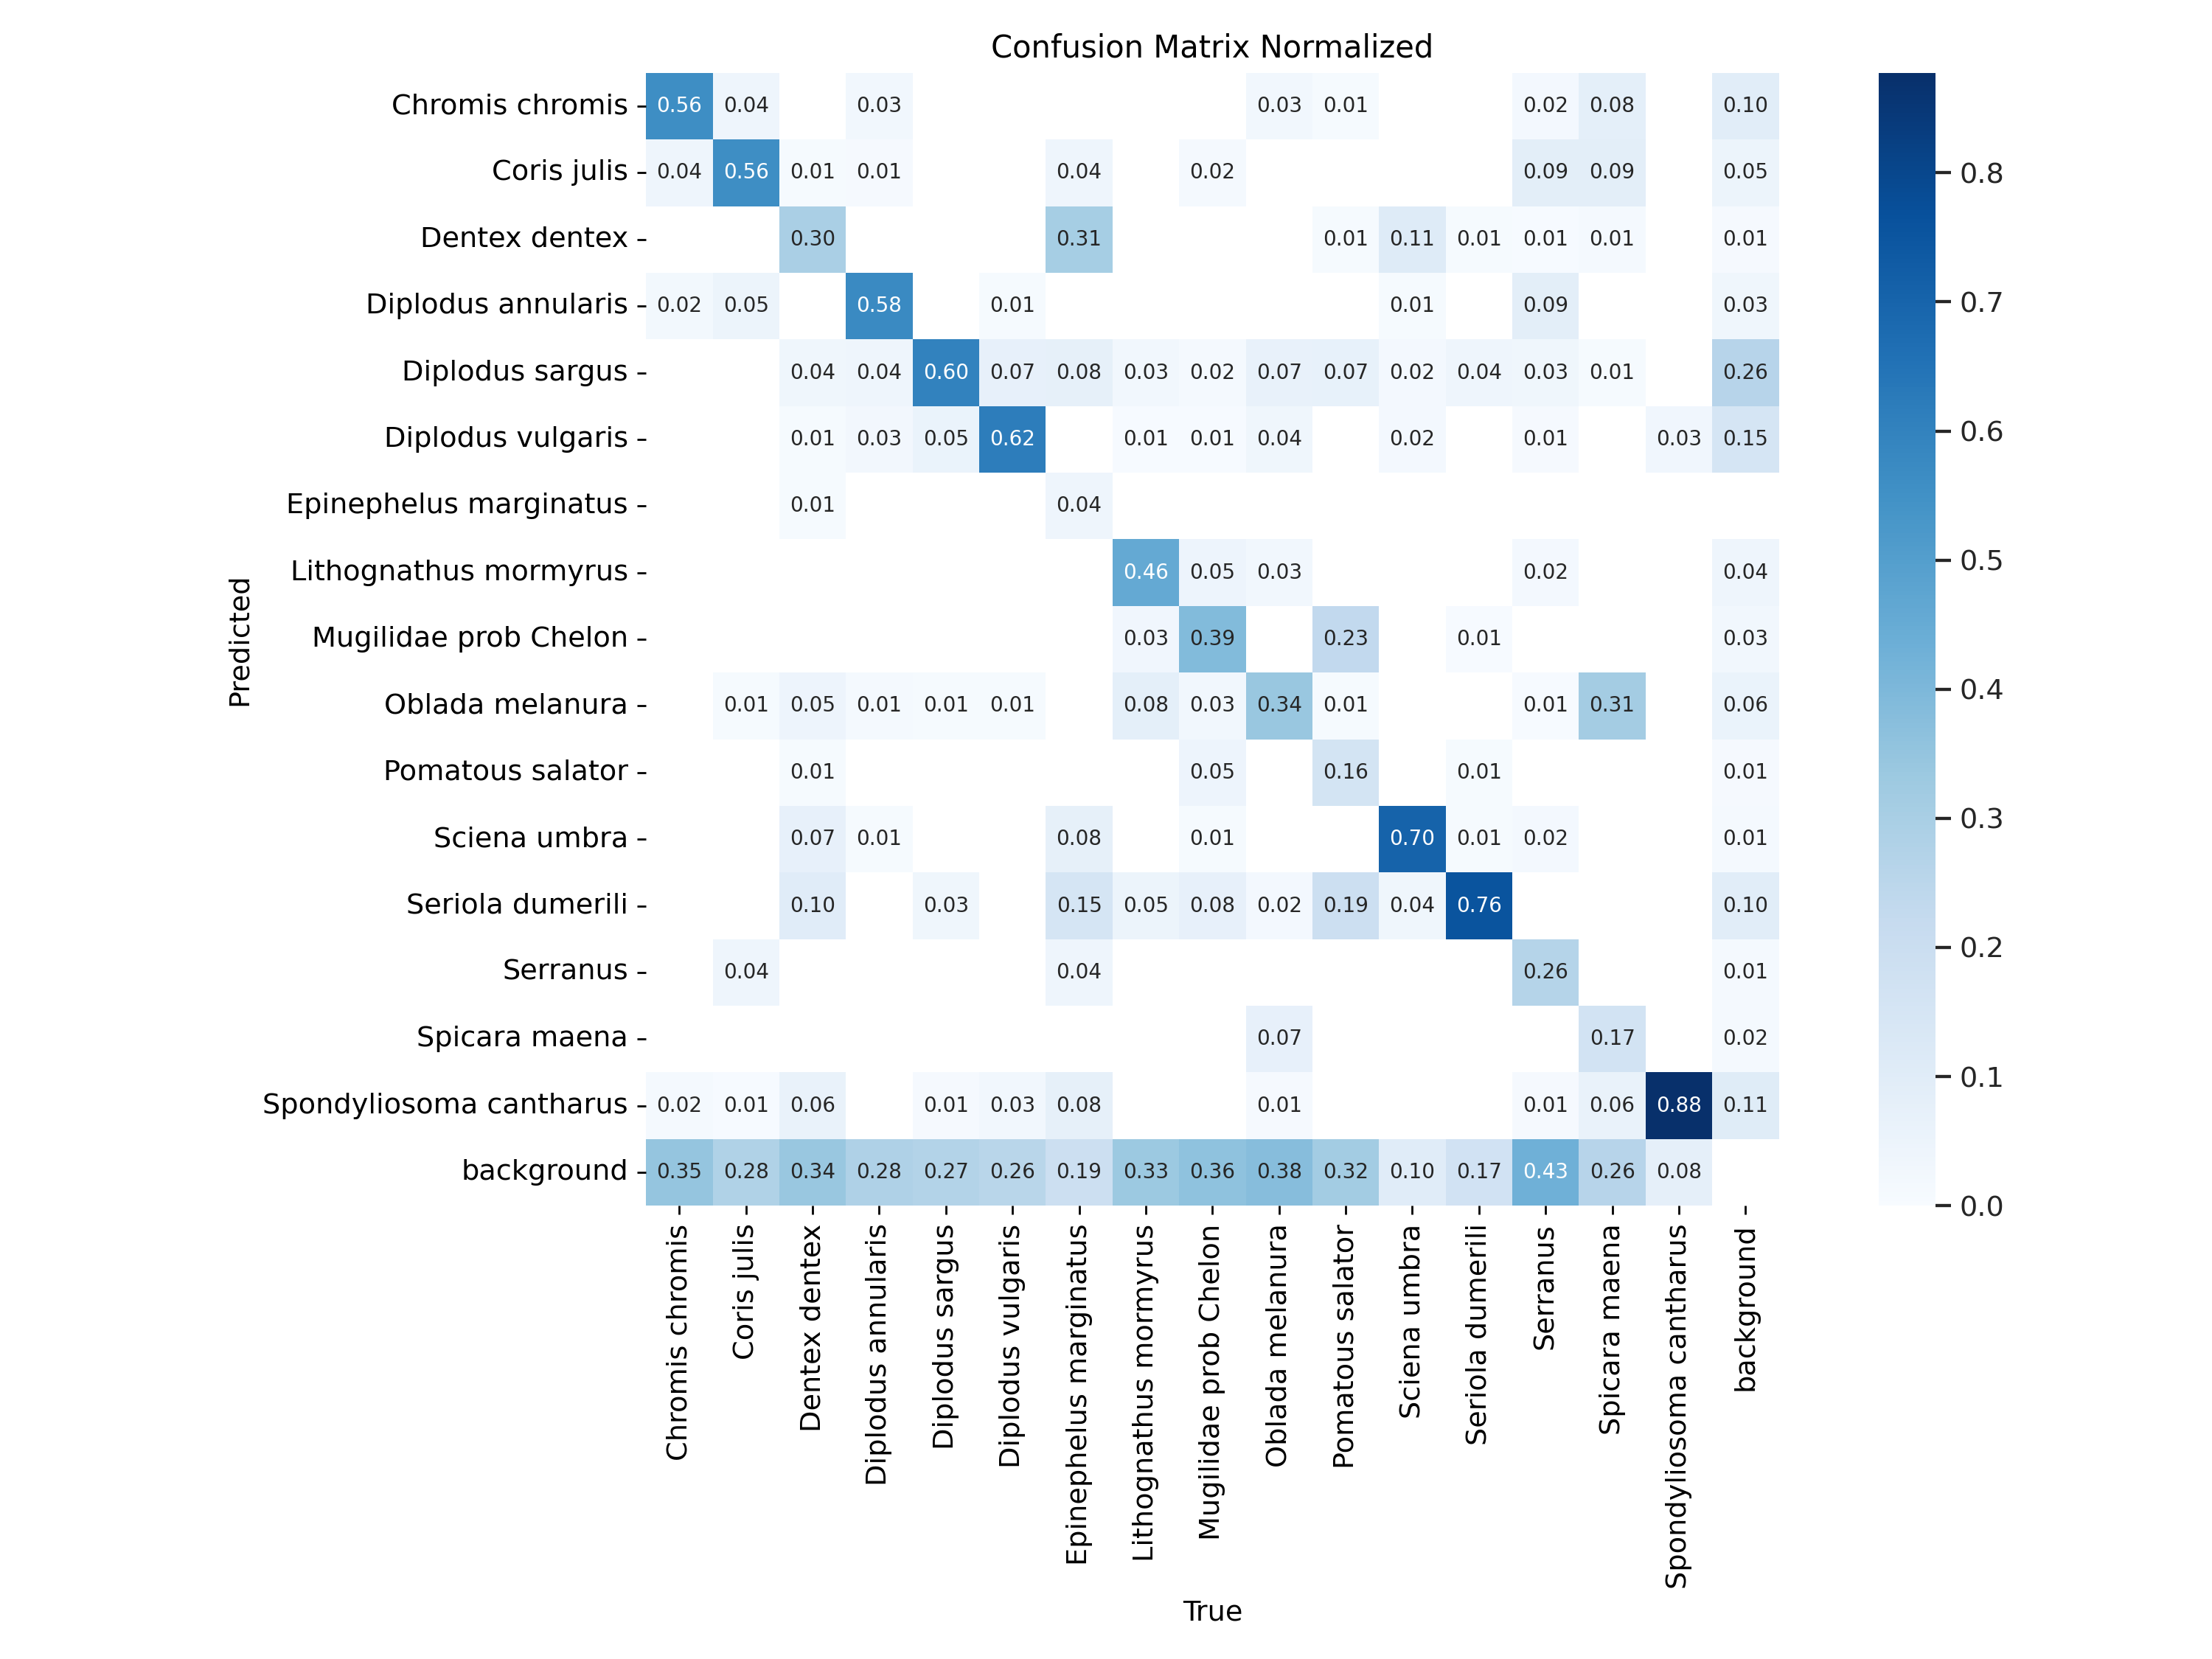 Confusion Matrix Normalized
Chromis chromis 0.56 0.04 0.03 0.03 0.01 0.02 0.08 0.10
Coris julis 0.04 0.56 0.01 0.01 0.04 0.02 0.09 0.09 0.05 0.8
Dentex dentex 0.30 0.31 0.01 0.11 0.01 0.01 0.01 0.01
Diplodus annularis 0.02 0.05 0.58 0.01 0.01 0.09 0.03 0.7
Diplodus sargus 0.04 0.04 0.60 0.07 0.08 0.03 0.02 0.07 0.07 0.02 0.04 0.03 0.01 0.26
Diplodus vulgaris 0.01 0.03 0.05 0.62 0.01 0.01 0.04 0.02 0.01 0.03 0.15 0.6
Epinephelus marginatus 0.01 0.04
Lithognathus mormyrus 0.46 0.05 0.03 0.02 0.04 0.5
Mugilidae prob Chelon 0.03 0.39 0.23 0.01 0.03
Oblada melanura 0.01 0.05 0.01 0.01 0.01 0.08 0.03 0.34 0.01 0.01 0.31 0.06 0.4
Pomatous salator 0.01 0.05 0.16 0.01 0.01
Sciena umbra 0.07 0.01 0.08 0.01 0.70 0.01 0.02 0.01 0.3
Seriola dumerili 0.10 0.03 0.15 0.05 0.08 0.02 0.19 0.04 0.76 0.10
Serranus 0.04 0.04 0.26 0.01 0.2
Spicara maena 0.07 0.17 0.02
Spondyliosoma cantharus 0.02 0.01 0.06 0.01 0.03 0.08 0.01 0.01 0.06 0.88 0.11 0.1
background 0.35 0.28 0.34 0.28 0.27 0.26 0.19 0.33 0.36 0.38 0.32 0.10 0.17 0.43 0.26 0.08 0.0
Predicted
Chromis chromis
Coris julis
Dentex dentex
Diplodus annularis
Diplodus sargus
Diplodus vulgaris
Epinephelus marginatus
Lithognathus mormyrus
Mugilidae prob Chelon
Oblada melanura
Pomatous salator
Sciena umbra
Seriola dumerili
Serranus
Spicara maena
Spondyliosoma cantharus
background
True